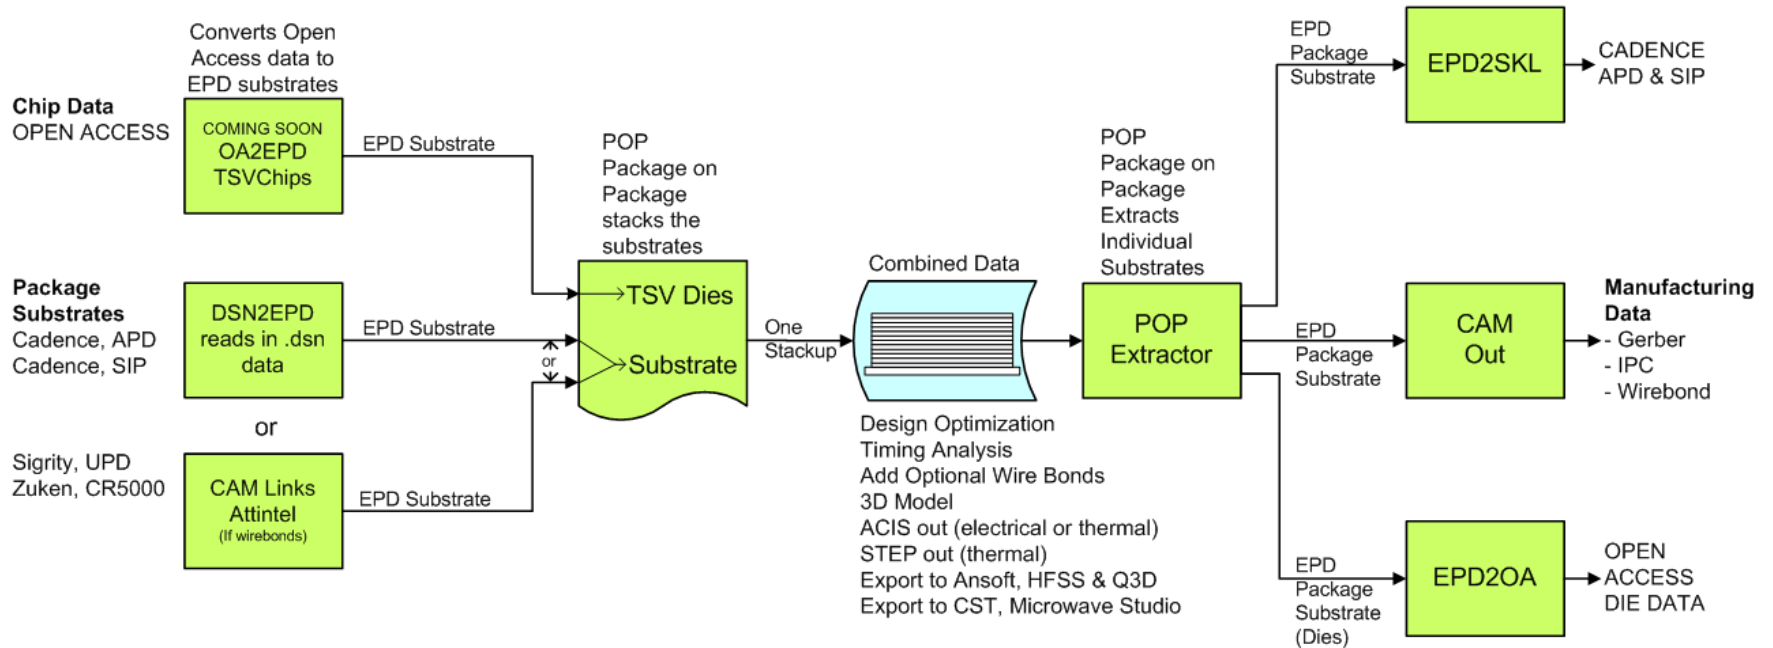 Converts Open
Access data to
EPD substrates
Chip Data
OPEN ACCESS
COMING SOON
OA2EPD
TSVChips
EPD Substrate
Package
Substrates
Cadence, APD
Cadence, SIP
DSN2EPD
reads in .dsn
data
EPD Substrate
or
or
Sigrity, UPD
Zuken, CR5000
CAM Links
Attintel
(If wirebonds)
EPD Substrate
POP
Package on
Package
stacks the
substrates
TSV Dies
Substrate
One
Stackup
Combined Data
Design Optimization
Timing Analysis
Add Optional Wire Bonds
3D Model
ACIS out (electrical or thermal)
STEP out (thermal)
Export to Ansoft, HFSS & Q3D
Export to CST, Microwave Studio
POP
Package on
Package
Extracts
Individual
Substrates
POP
Extractor
EPD
Package
Substrate
EPD2SKL
CADENCE
APD & SIP
EPD
Package
Substrate
CAM
Out
Manufacturing
Data
- Gerber
- IPC
- Wirebond
EPD
Package
Substrate
(Dies)
EPD2OA
OPEN
ACCESS
DIE DATA